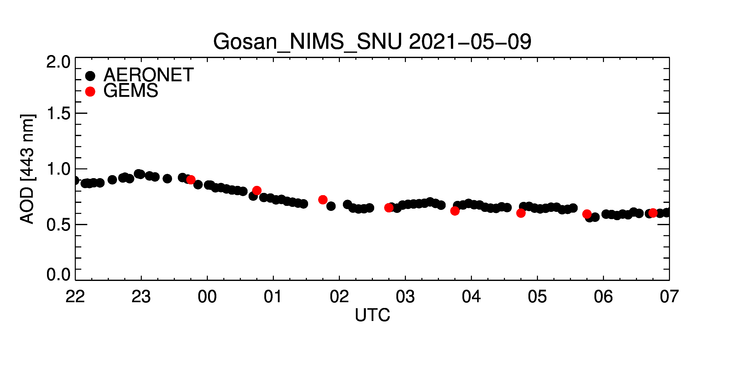 Gosan_NIMS_SNU 2021−05−09
AERONET
GEMS
2.0
1.5
1.0
0.5
0.0
AOD [443 nm]
22 23 00 01 02 03 04 05 06 07
UTC